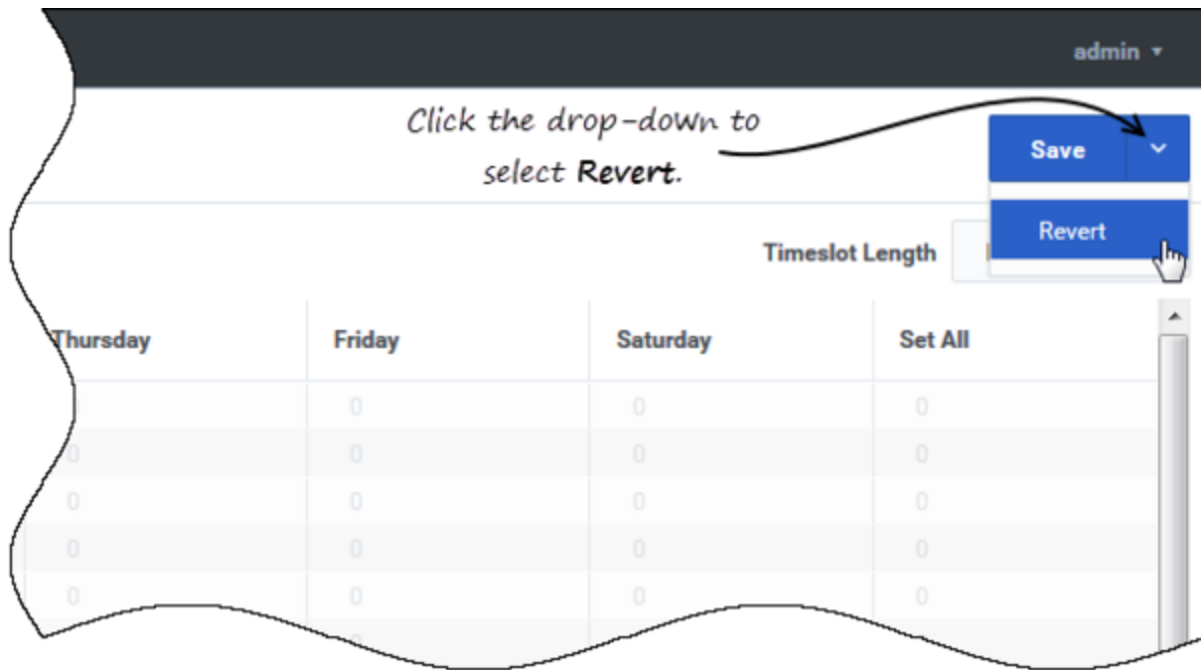 admin
Click the drop-down to
select Revert.
Save
Revert
Timeslot Length
Thursday Friday Saturday Set All
0 0 0
0 0 0 0
0 0 0 0
0 0 0 0
0 0 0 0